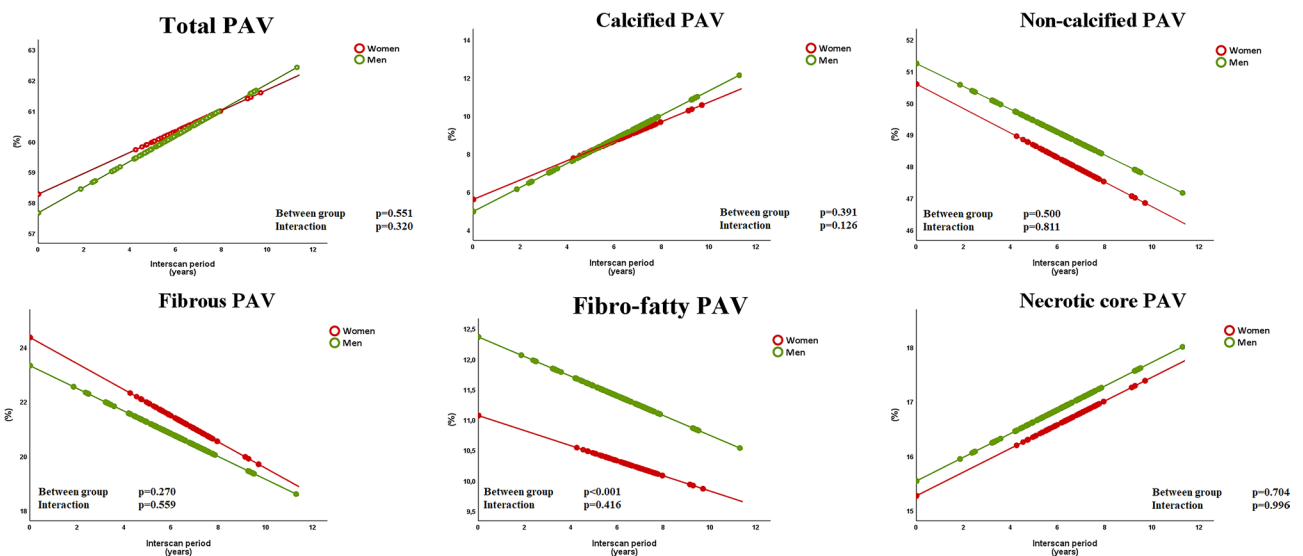 Total PAV
63
62
61
60
59
58
57
(%)
0 2 4 6 8 10 12
Interscan period
(years)
Women
Men
Between group p=0.551
Interaction p=0.320
Calcified PAV
14
12
10
8
6
4
(%)
0 2 4 6 8 10 12
Interscan period
(years)
Women
Men
Between group p=0.391
Interaction p=0.126
Non-calcified PAV
52
51
50
49
48
47
46
(%)
0 2 4 6 8 10 12
Interscan period
(years)
Women
Men
Between group p=0.500
Interaction p=0.811
Fibrous PAV
24
22
20
18
(%)
0 2 4 6 8 10 12
Interscan period
(years)
Women
Men
Between group p=0.270
Interaction p=0.559
Fibro-fatty PAV
12,5
12,0
11,5
11,0
10,5
10,0
9,5
(%)
0 2 4 6 8 10 12
Interscan period
(years)
Women
Men
Between group p<0.001
Interaction p=0.416
Necrotic core PAV
18
17
16
15
(%)
0 2 4 6 8 10 12
Interscan period
(years)
Women
Men
Between group p=0.704
Interaction p=0.996